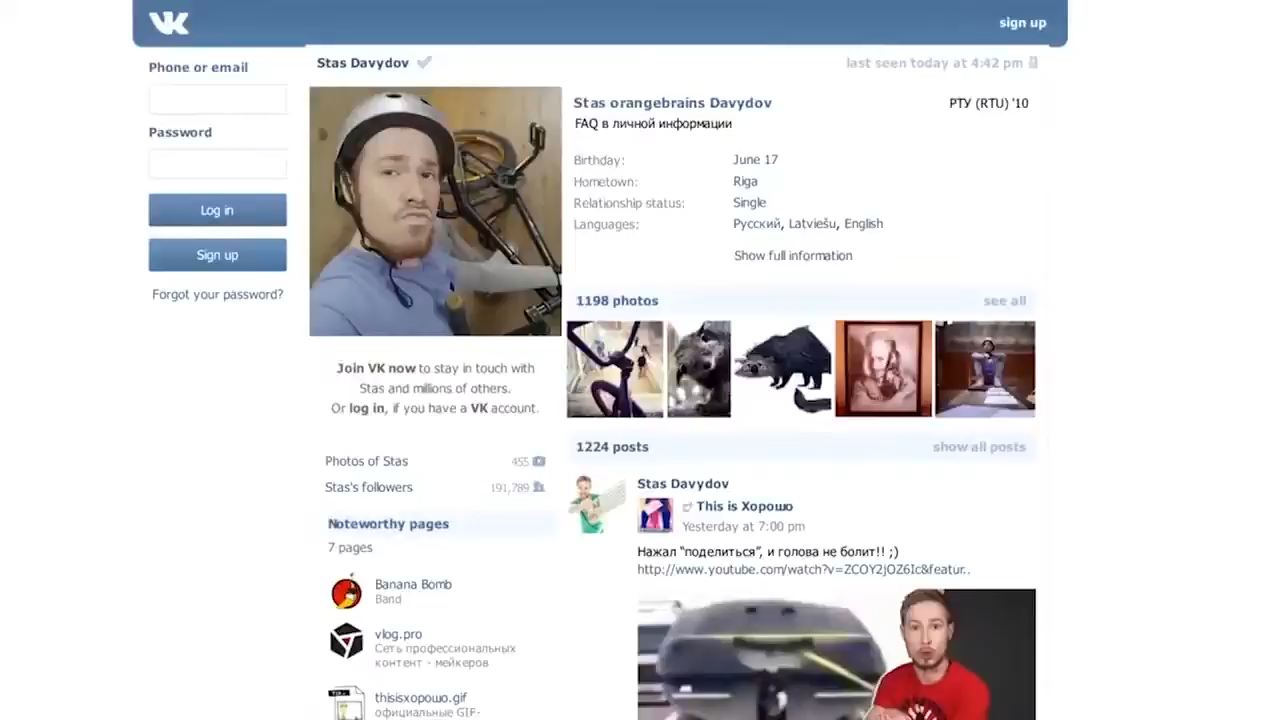 VK
sign up
Phone or email
Password
Log in
Sign up
Forgot your password?
Stas Davydov
last seen today at 4:42 pm
Stas orangebrains Davydov
РТУ (RTU) '10
FAQ в личной информации
Birthday: June 17
Hometown: Riga
Relationship status: Single
Languages: Русский, Latviešu, English
Show full information
1198 photos
see all
Join VK now to stay in touch with
Stas and millions of others.
Or log in, if you have a VK account.
Photos of Stas 455
Stas's followers 191,789
Noteworthy pages
7 pages
Banana Bomb
Band
vlog.pro
Сеть профессиональных
контент - мейкеров
thisisхорошо.gif
официальные GIF-
1224 posts
show all posts
Stas Davydov
This is Хорошо
Yesterday at 7:00 pm
Нажал "поделиться”, и голова не болит!! ;)
http://www.youtube.com/watch?v=ZCOY2jOZ6Ic&featur..